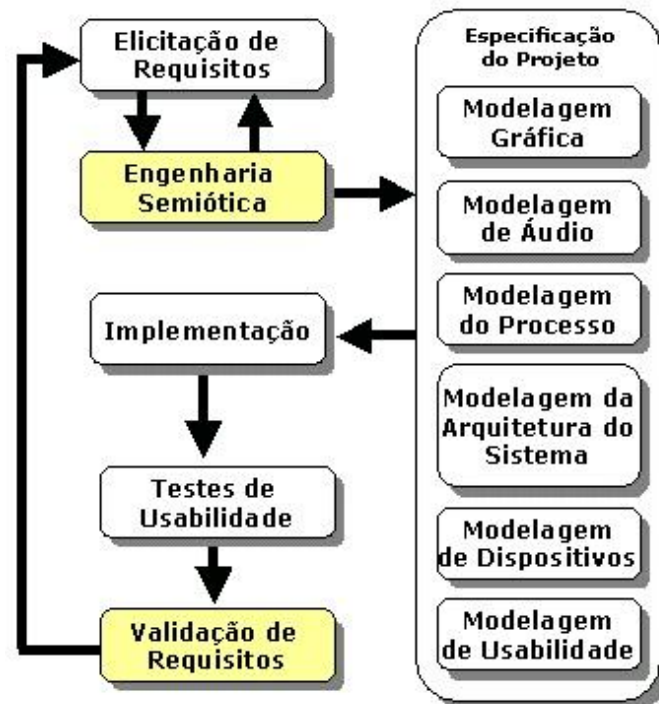 Elicitação de
Requisitos
Engenharia
Semiótica
Implementação
Testes de
Usabilidade
Validação de
Requisitos
Especificação
do Projeto
Modelagem
Gráfica
Modelagem
de Áudio
Modelagem
do Processo
Modelagem da
Arquitetura do
Sistema
Modelagem
de Dispositivos
Modelagem
de Usabilidade